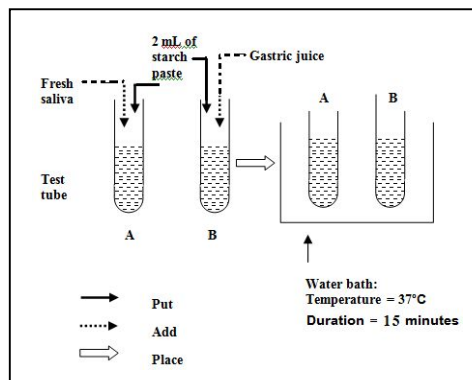 2 mL of
starch
paste
Gastric juice
Fresh
saliva
A
B
Test
tube
A
B
Water bath:
Temperature = 37°C
Duration = 15 minutes
Put
Add
Place